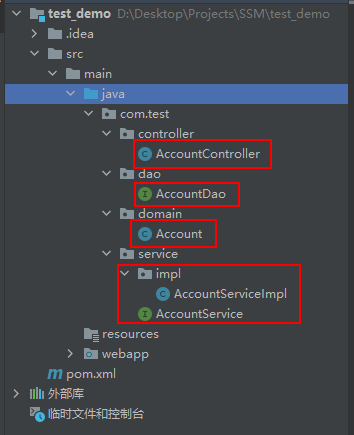 test_demo D:\Desktop\Projects\SSM\test_demo
.idea
src
main
java
com.test
controller
AccountController
dao
AccountDao
domain
Account
service
impl
AccountServiceImpl
AccountService
resources
webapp
pom.xml
外部库
临时文件和控制台